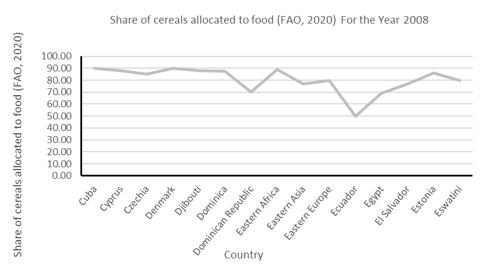 Share of cereals allocated to food (FAO, 2020) For the Year 2008
Share of cereals allocated to food (FAO, 2020)
100.00
90.00
80.00
70.00
60.00
50.00
40.00
30.00
20.00
10.00
0.00
Cuba
Cyprus
Czechia
Denmark
Djibouti
Dominica
Dominican Republic
Eastern Africa
Eastern Asia
Eastern Europe
Ecuador
Egypt
El Salvador
Estonia
Eswatini
Country